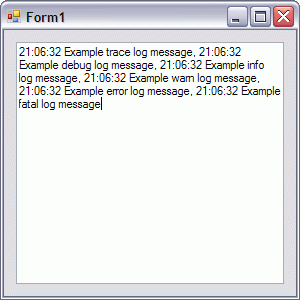 Form1
21:06:32 Example trace log message, 21:06:32
Example debug log message, 21:06:32 Example info
log message, 21:06:32 Example warn log message,
21:06:32 Example error log message, 21:06:32 Example
fatal log message